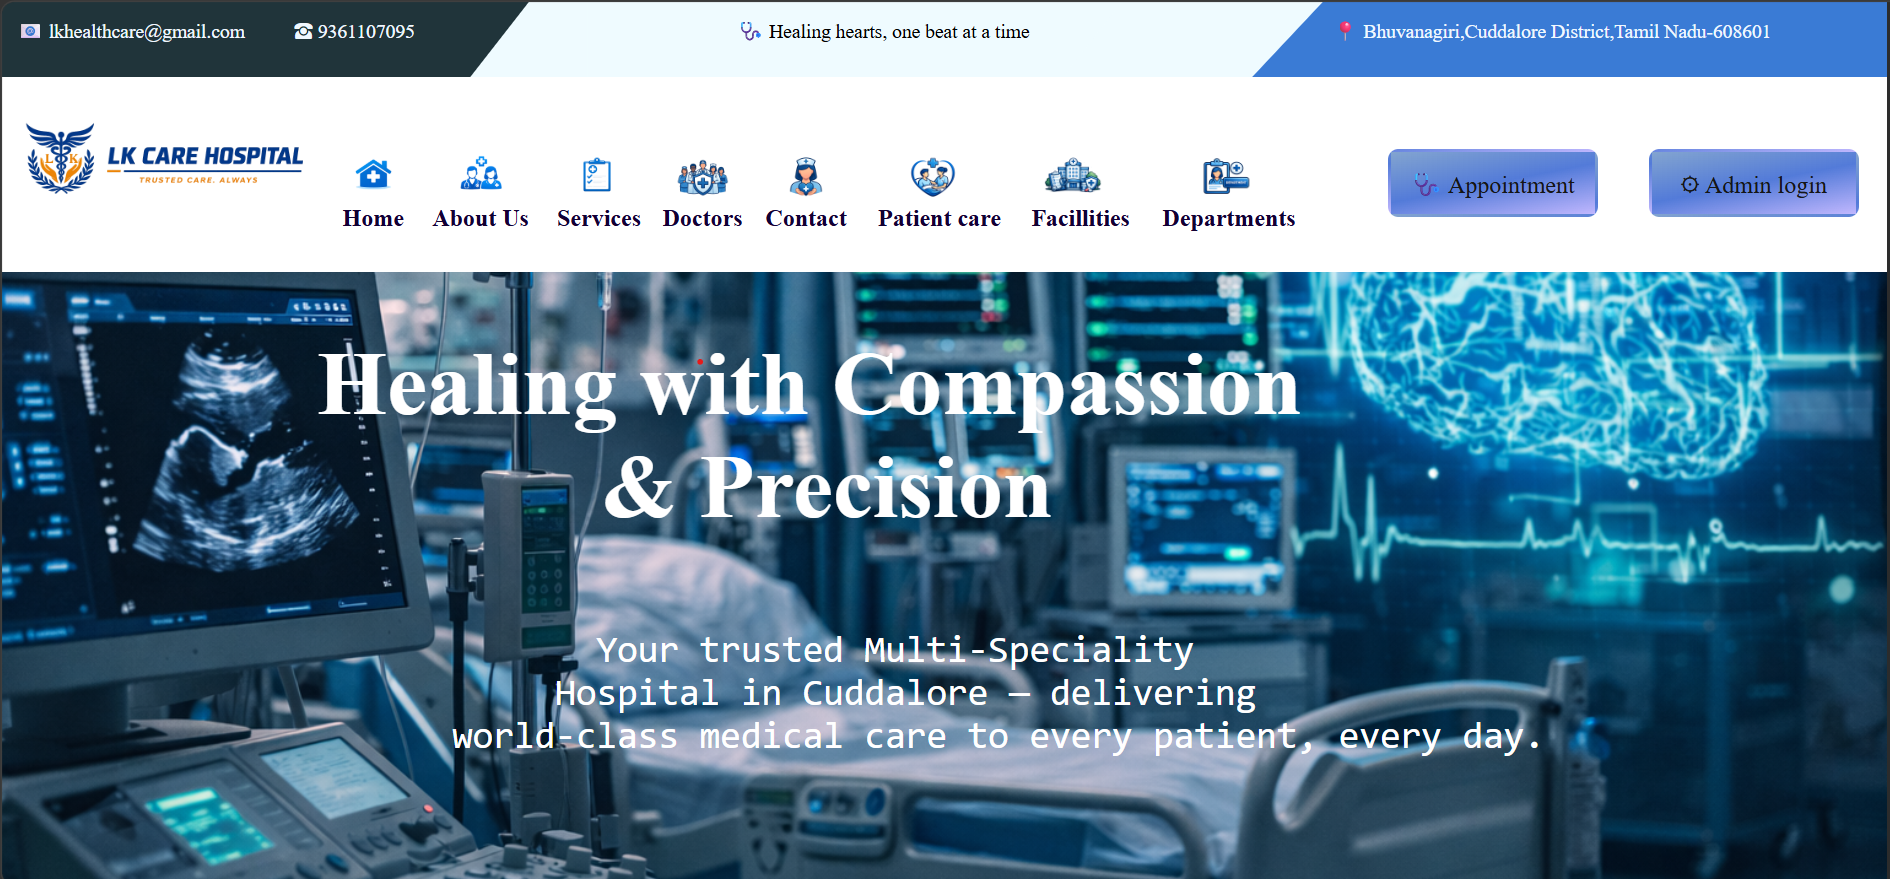 lkhealthcare@gmail.com
9361107095
Healing hearts, one beat at a time
Bhuvanagiri,Cuddalore District,Tamil Nadu-608601
LK
LK CARE HOSPITAL
TRUSTED CARE. ALWAYS
Home
About Us
Services
Doctors
Contact
Patient care
Facillities
Departments
Appointment
Admin login
Healing with Compassion
& Precision
Your trusted Multi-Speciality
Hospital in Cuddalore – delivering
world-class medical care to every patient, every day.